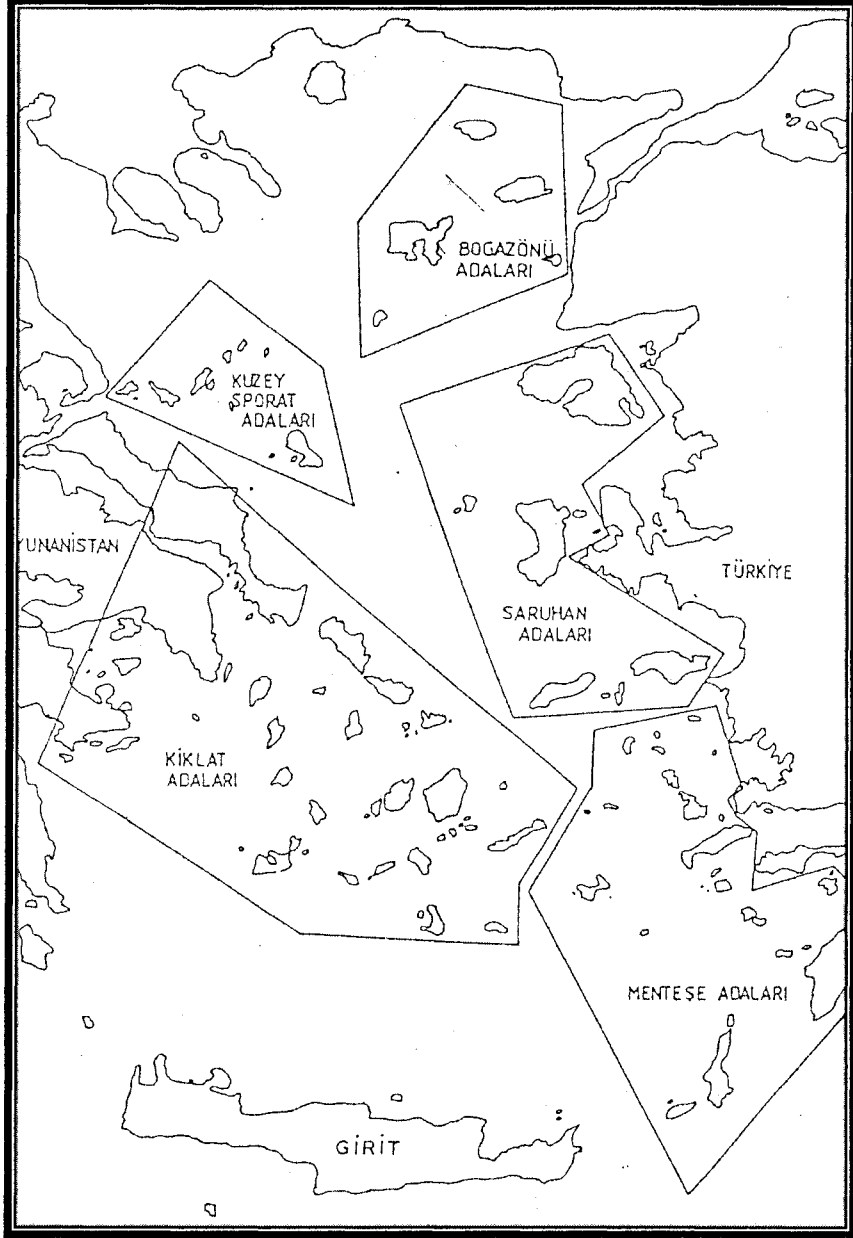 BOGAZÖNÜ
ADALARI
KUZEY
SPORAT
ADALARI
YUNANİSTAN
TÜRKİYE
SARUHAN
ADALARI
KİKLAT
ADALARI
MENTEŞE ADALARI
GİRİT